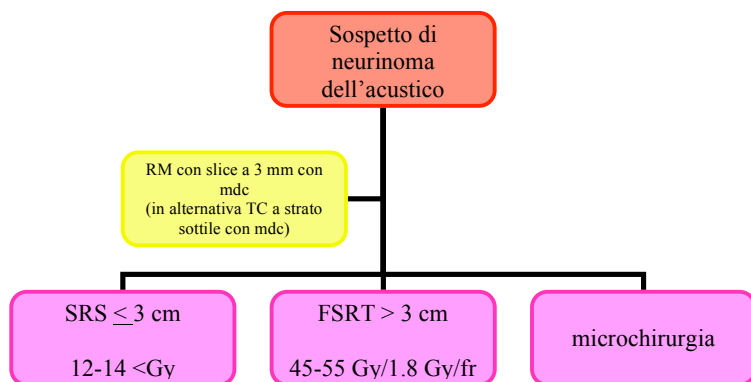 Sospetto di
neurinoma
dell'acustico
RM con slice a 3 mm con
mdc
(in alternativa TC a strato
sottile con mdc)
SRS < 3 cm
12-14 <Gy
FSRT > 3 cm
45-55 Gy/1.8 Gy/fr
microchirurgia